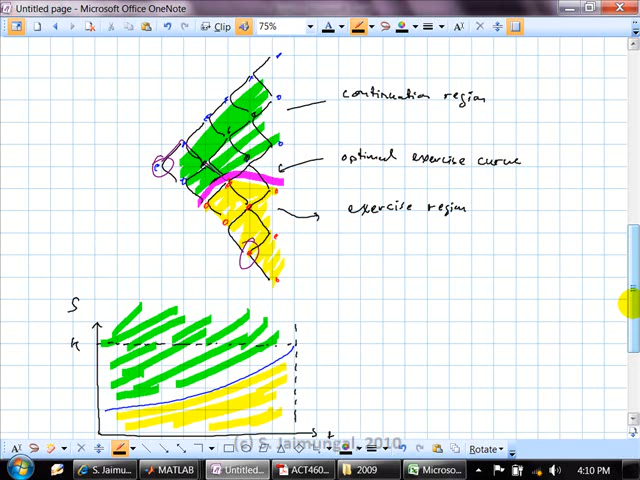 Untitled page - Microsoft Office OneNote
Clip
75%
continuation region
optimal exercise curve
exercise region
S
K
t
(c) S. Jaimungal, 2010
Rotate
S. Jaimu...
MATLAB
Untitled...
ACT460...
2009
Microso...
4:10 PM